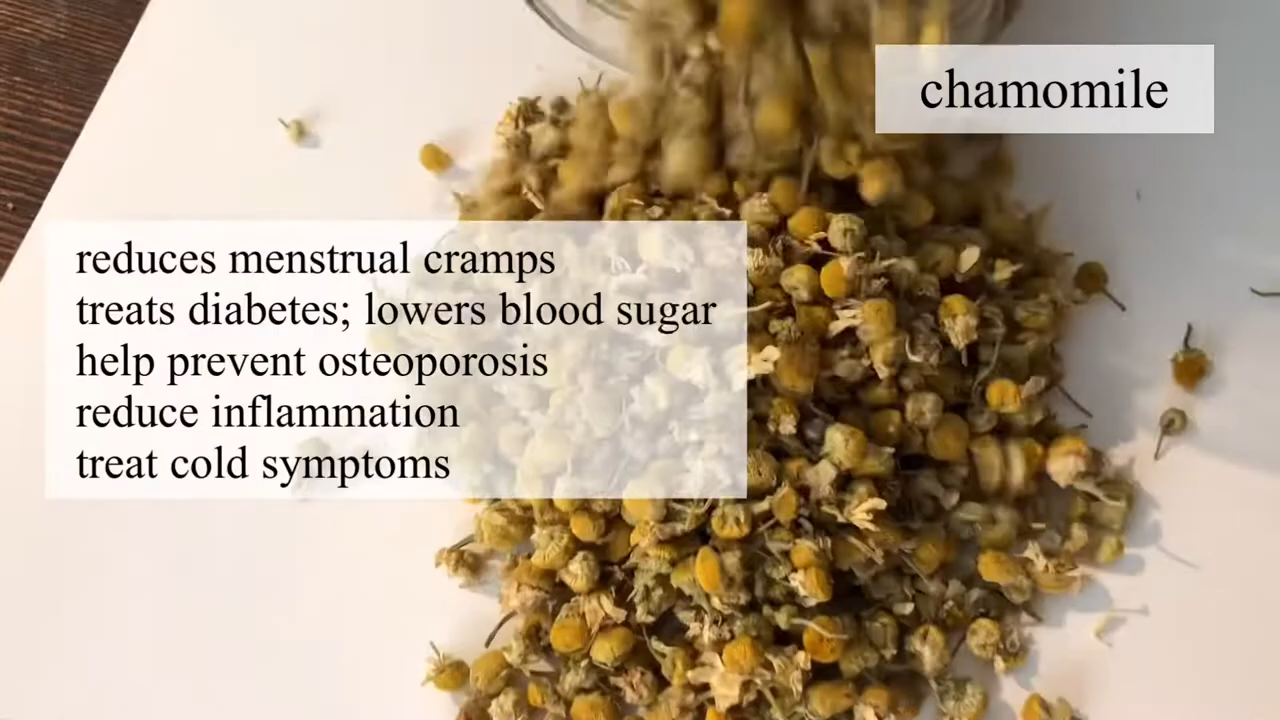 chamomile
reduces menstrual cramps
treats diabetes; lowers blood sugar
help prevent osteoporosis
reduce inflammation
treat cold symptoms